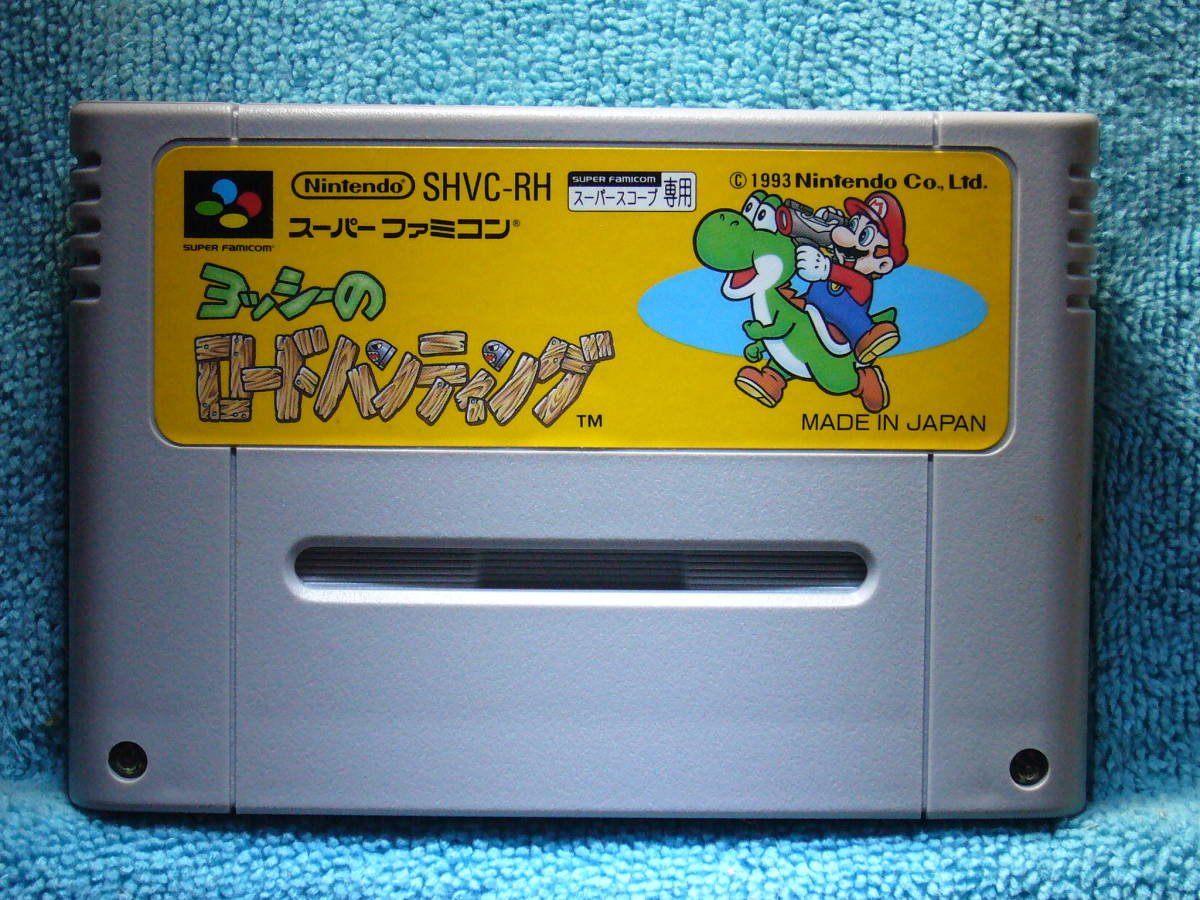 SUPER FAMICOM
Nintendo SHVC-RH
SUPER FAMICOM
スーパースコープ 専用
© 1993 Nintendo Co., Ltd.
スーパーファミコン®
ヨッシーの
ロードハンティング™
MADE IN JAPAN